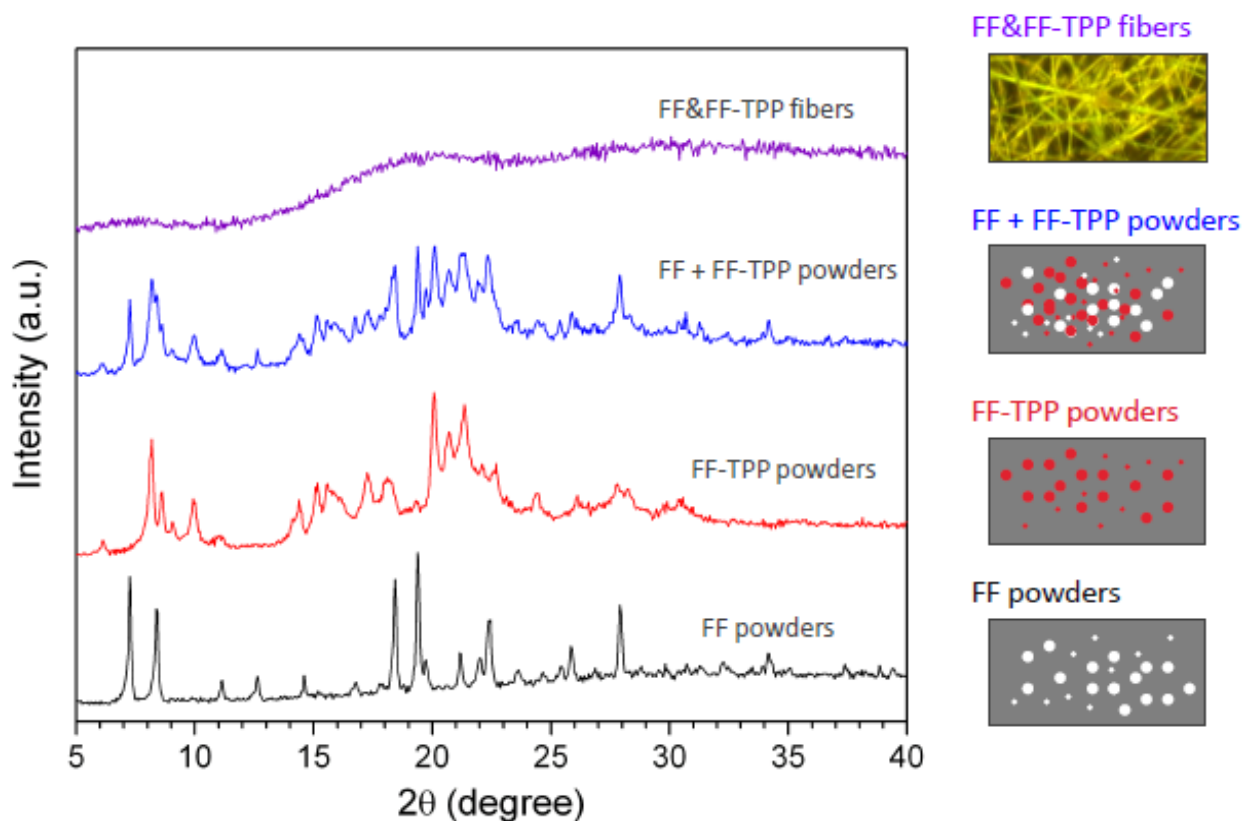 FF&FF-TPP fibers
FF&FF-TPP fibers
FF + FF-TPP powders
FF + FF-TPP powders
FF-TPP powders
FF-TPP powders
FF powders
FF powders
Intensity (a.u.)
5 10 15 20 25 30 35 40
2θ (degree)